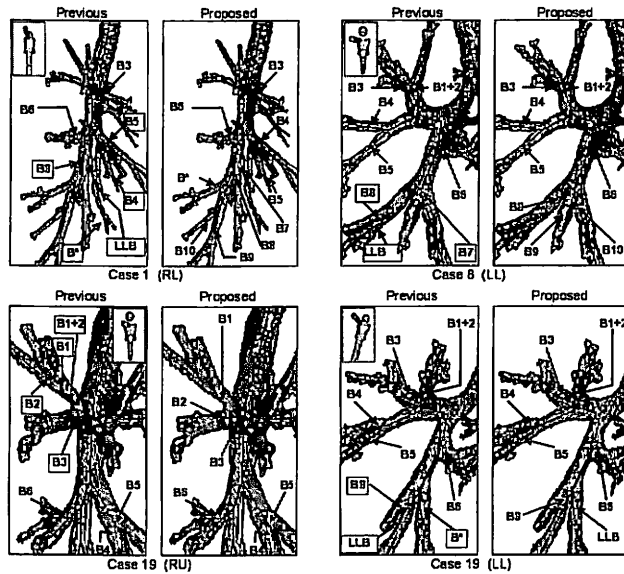 Previous Proposed Previous Proposed
B3 B3 B3 B1+2 B3 B1+2
B6 B5 B6 B4 B4 B4
B5 B5
B4 B* B5 B6 B6
B* LLB B7 B8 B8
B10 B8 LLB B7 B9 B10
B9
Case 1 (RL) Case 8 (LL)
Previous Proposed Previous Proposed
B1+2 B1 B1+2 B1+2
B1 B3 B3
B2 B2 B4 B4
B3 B3 B5 B5
B6 B5 B6 B5 B6 B6
B4 B4 LLB B* LLB
Case 19 (RU) Case 19 (LL)